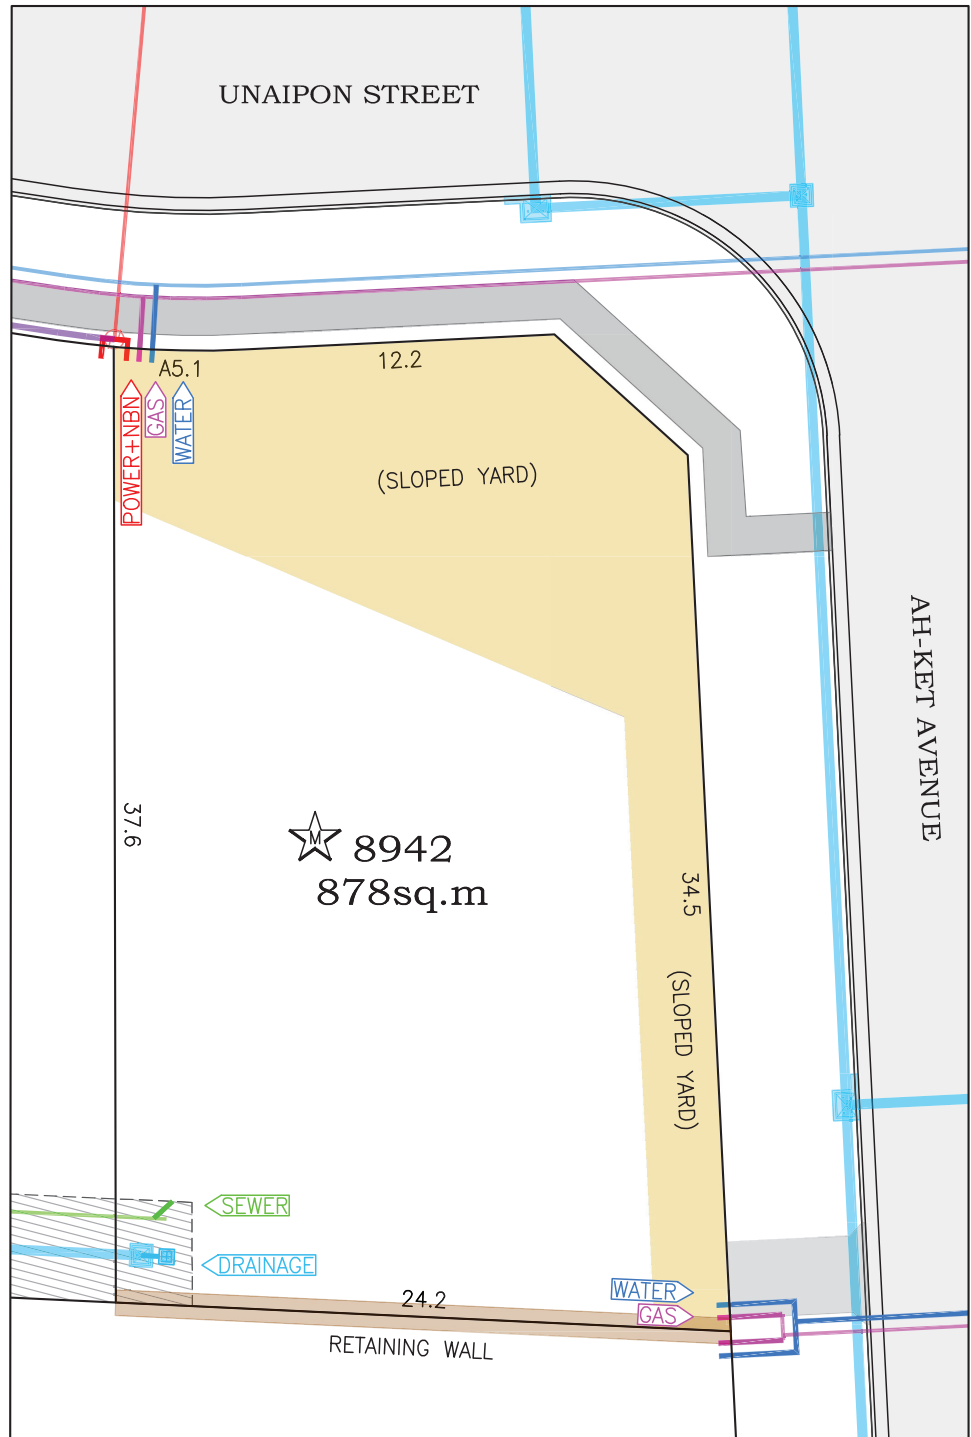 UNAIPON STREET
A5.1
12.2
POWER+NBN
GAS
WATER
(SLOPED YARD)
AH-KET AVENUE
37.6
M
8942
878sq.m
34.5
(SLOPED YARD)
SEWER
DRAINAGE
WATER
24.2
GAS
RETAINING WALL